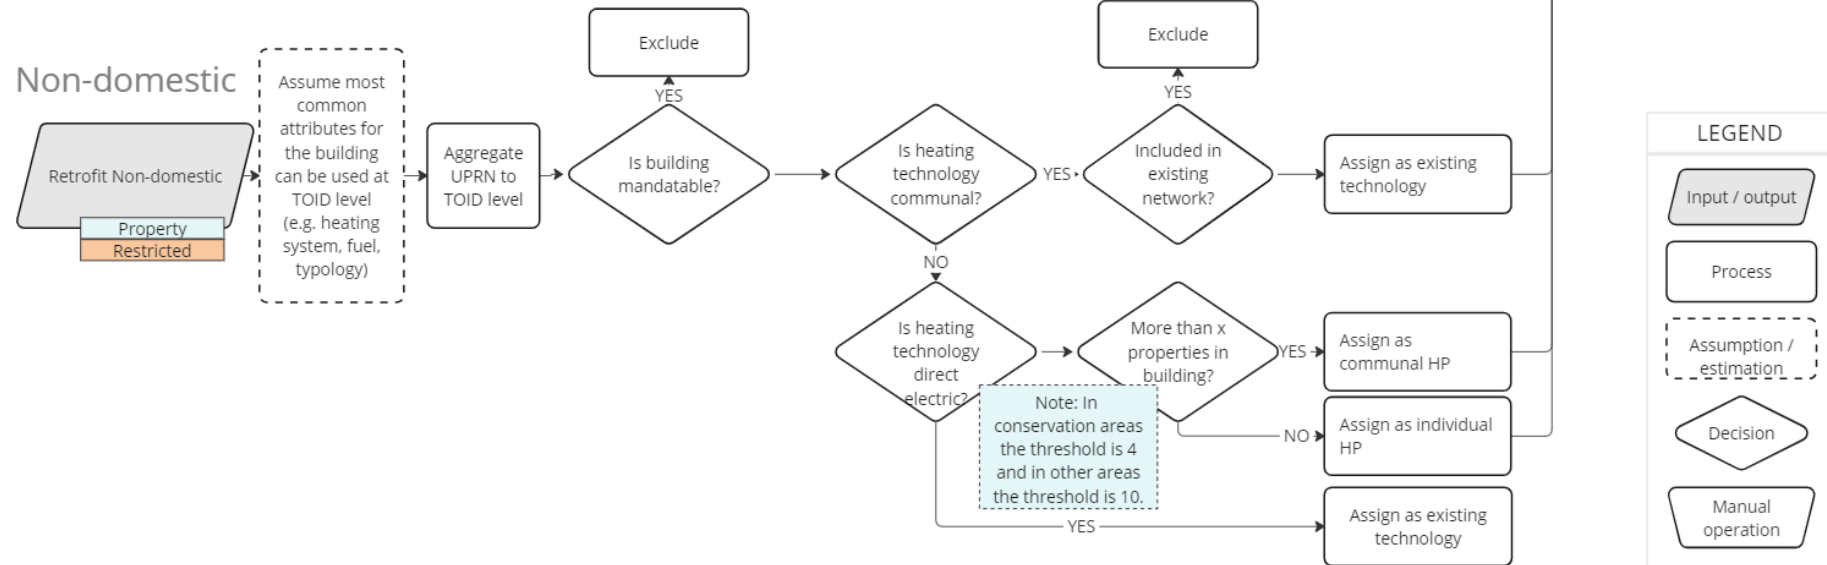 Non-domestic
Retrofit Non-domestic
Property
Restricted
Assume most
common
attributes for
the building
can be used at
TOID level
(e.g. heating
system, fuel,
typology)
Aggregate
UPRN to
TOID level
Exclude
YES
Is building
mandatable?
Is heating
technology
communal?
YES
Exclude
YES
Included in
existing
network?
Assign as existing
technology
NO
Is heating
technology
direct
electric?
More than x
properties in
building?
YES
Assign as
communal HP
Note: In
conservation areas
the threshold is 4
and in other areas
the threshold is 10.
NO
Assign as individual
HP
YES
Assign as existing
technology
LEGEND
Input / output
Process
Assumption /
estimation
Decision
Manual
operation